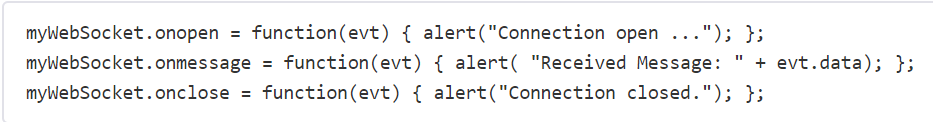 myWebSocket.onopen = function(evt) { alert("Connection open ..."); };
myWebSocket.onmessage = function(evt) { alert( "Received Message: " + evt.data); };
myWebSocket.onclose = function(evt) { alert("Connection closed."); };